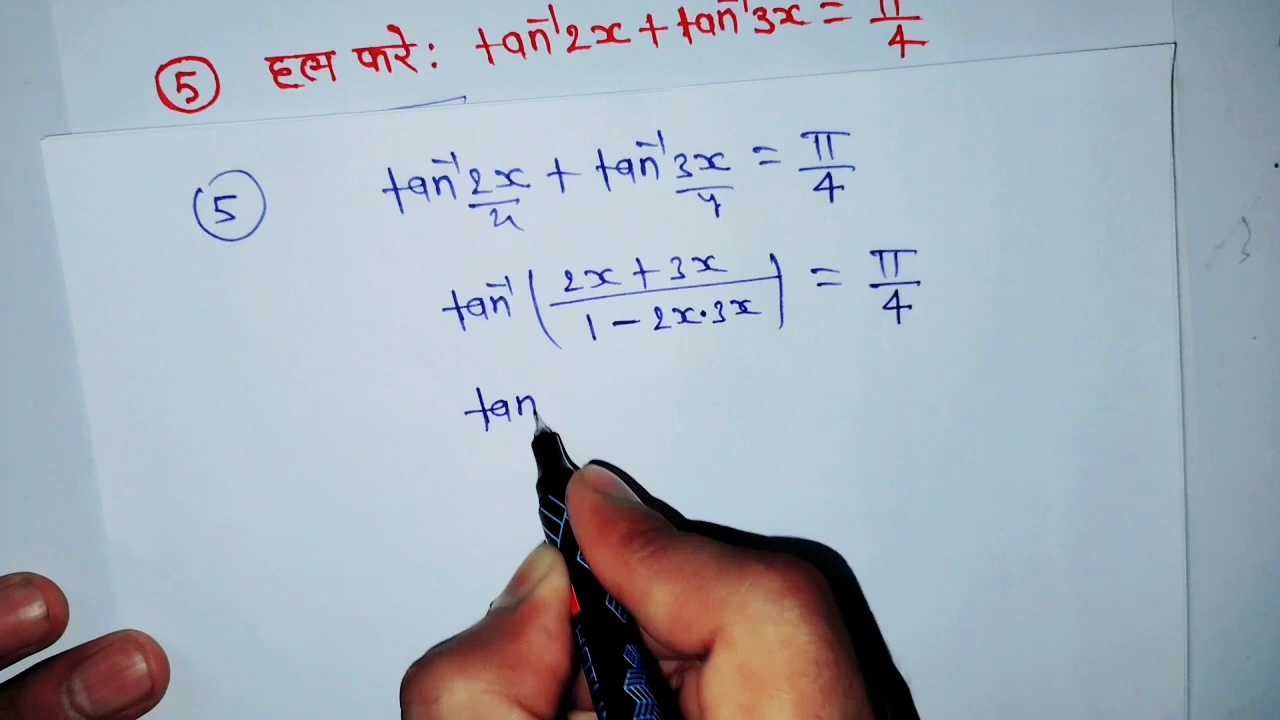 ⑤ हल करे: tan⁻¹2x + tan⁻¹3x = π/4
⑤ tan⁻¹2x + tan⁻¹3x = π/4
x y
tan⁻¹(2x + 3x / 1 - 2x·3x) = π/4
tan